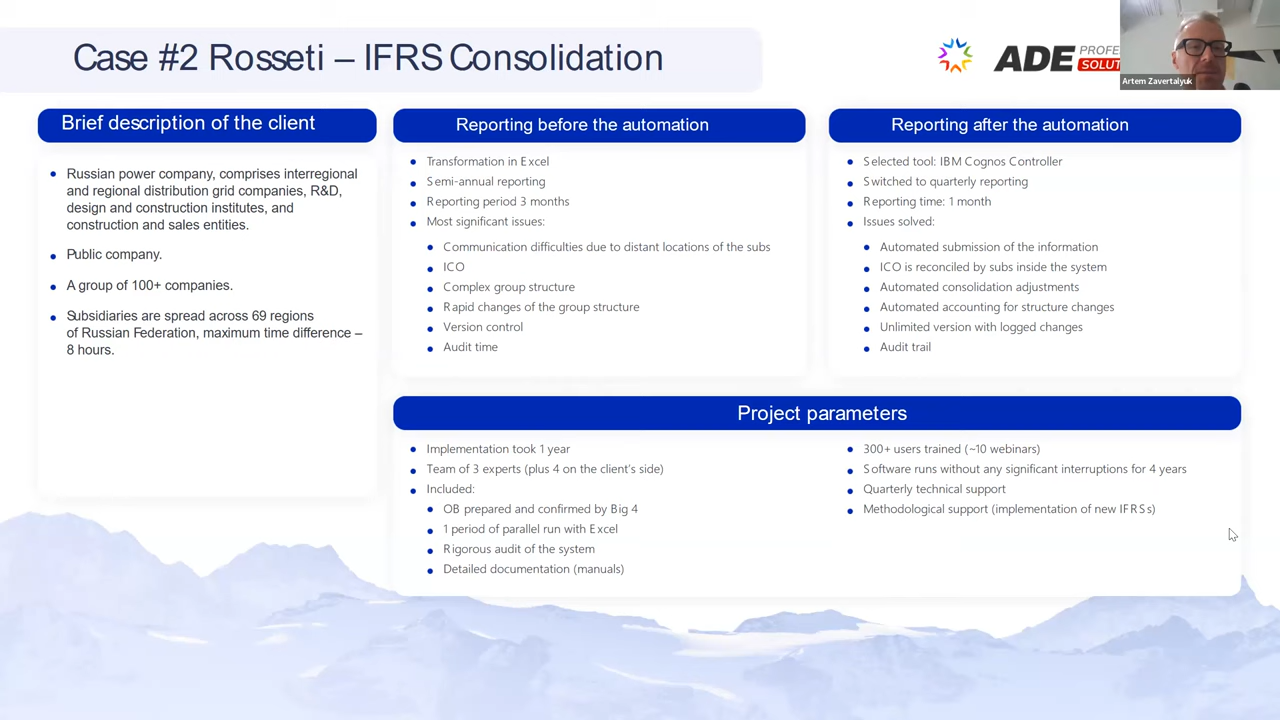 Case #2 Rosseti – IFRS Consolidation
ADE PROFE
SOLUT
Artem Zavertalyuk
Brief description of the client
Russian power company, comprises interregional
and regional distribution grid companies, R&D,
design and construction institutes, and
construction and sales entities.
Public company.
A group of 100+ companies.
Subsidiaries are spread across 69 regions
of Russian Federation, maximum time difference –
8 hours.
Reporting before the automation
Transformation in Excel
Semi-annual reporting
Reporting period 3 months
Most significant issues:
Communication difficulties due to distant locations of the subs
ICO
Complex group structure
Rapid changes of the group structure
Version control
Audit time
Reporting after the automation
Selected tool: IBM Cognos Controller
Switched to quarterly reporting
Reporting time: 1 month
Issues solved:
Automated submission of the information
ICO is reconciled by subs inside the system
Automated consolidation adjustments
Automated accounting for structure changes
Unlimited version with logged changes
Audit trail
Project parameters
Implementation took 1 year
Team of 3 experts (plus 4 on the client's side)
Included:
OB prepared and confirmed by Big 4
1 period of parallel run with Excel
Rigorous audit of the system
Detailed documentation (manuals)
300+ users trained (~10 webinars)
Software runs without any significant interruptions for 4 years
Quarterly technical support
Methodological support (implementation of new IFRSs)